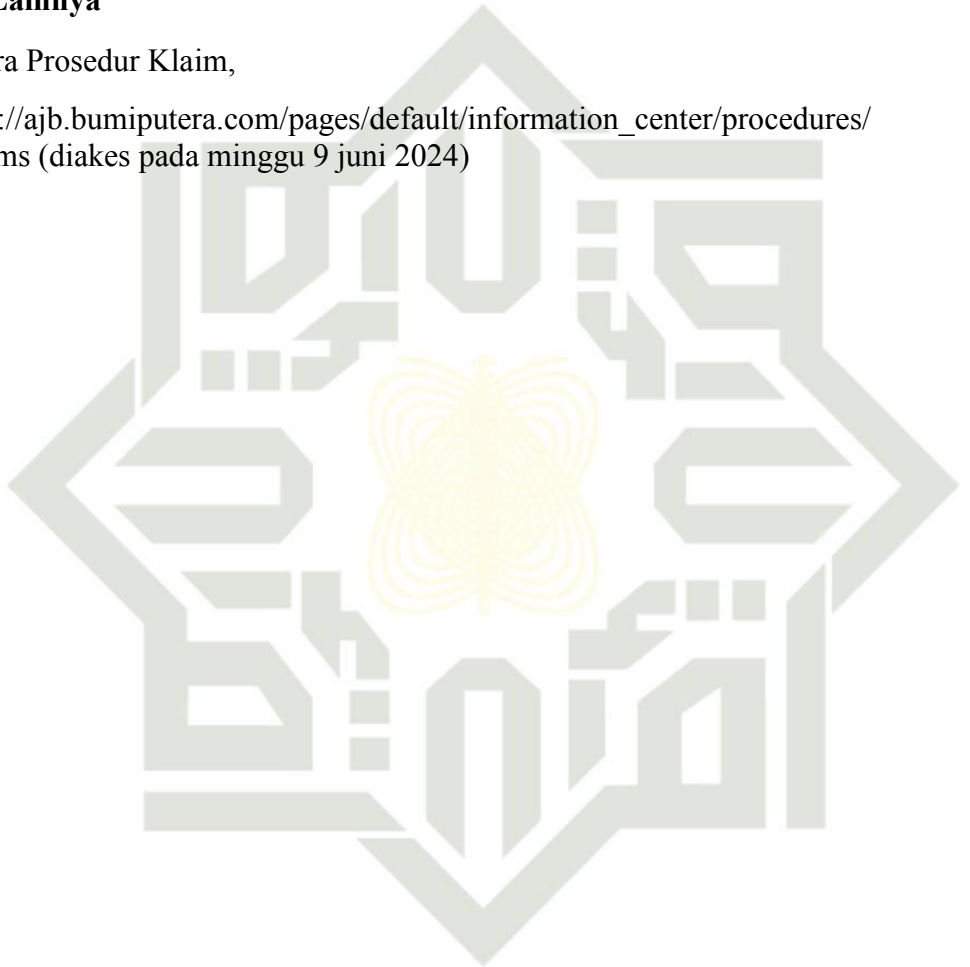 Lainnya
ra Prosedur Klaim,
://ajb.bumiputera.com/pages/default/information_center/procedures/
ms (diakes pada minggu 9 juni 2024)